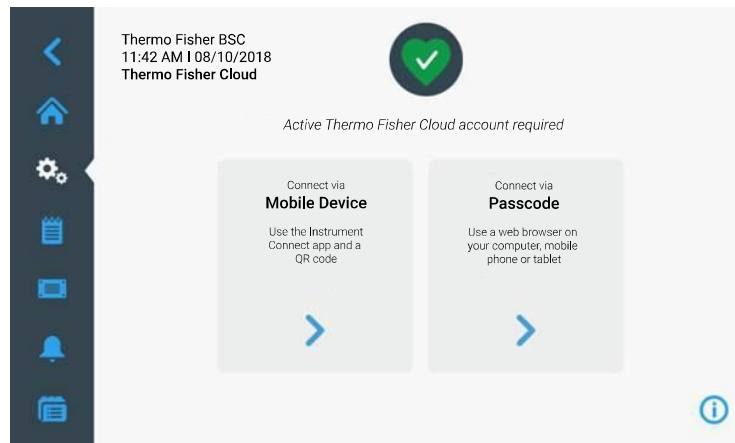 Thermo Fisher BSC
11:42 AM l 08/10/2018
Thermo Fisher Cloud
Active Thermo Fisher Cloud account required
Connect via
Mobile Device
Use the Instrument
Connect app and a
QR code
Connect via
Passcode
Use a web browser on
your computer, mobile
phone or tablet